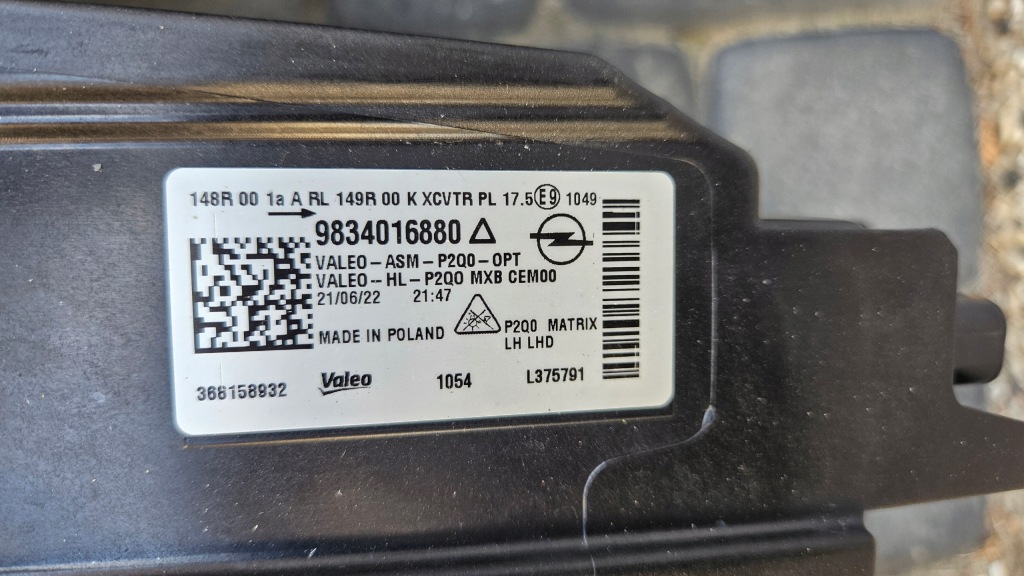 148R 00 1a A RL 149R 00 K XCVTR PL 17.5 E9 1049
9834016880
VALEO-ASM-P2Q0-OPT
VALEO-HL-P2Q0 MXB CEM00
21/06/22 21:47
MADE IN POLAND
P2Q0 MATRIX
LH LHD
368158932 Valeo 1054 L375791